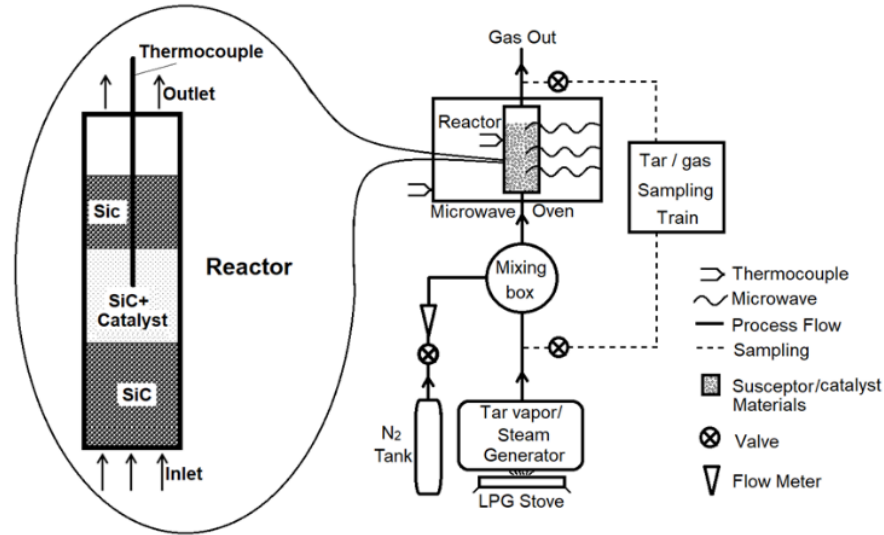 Thermocouple
Outlet
Sic
SiC+
Catalyst
SiC
Inlet
Reactor
Gas Out
Reactor
Microwave Oven
Mixing
box
N2
Tank
Tar vapor/
Steam
Generator
LPG Stove
Tar / gas
Sampling
Train
Thermocouple
Microwave
Process Flow
Sampling
Susceptor/catalyst
Materials
Valve
Flow Meter